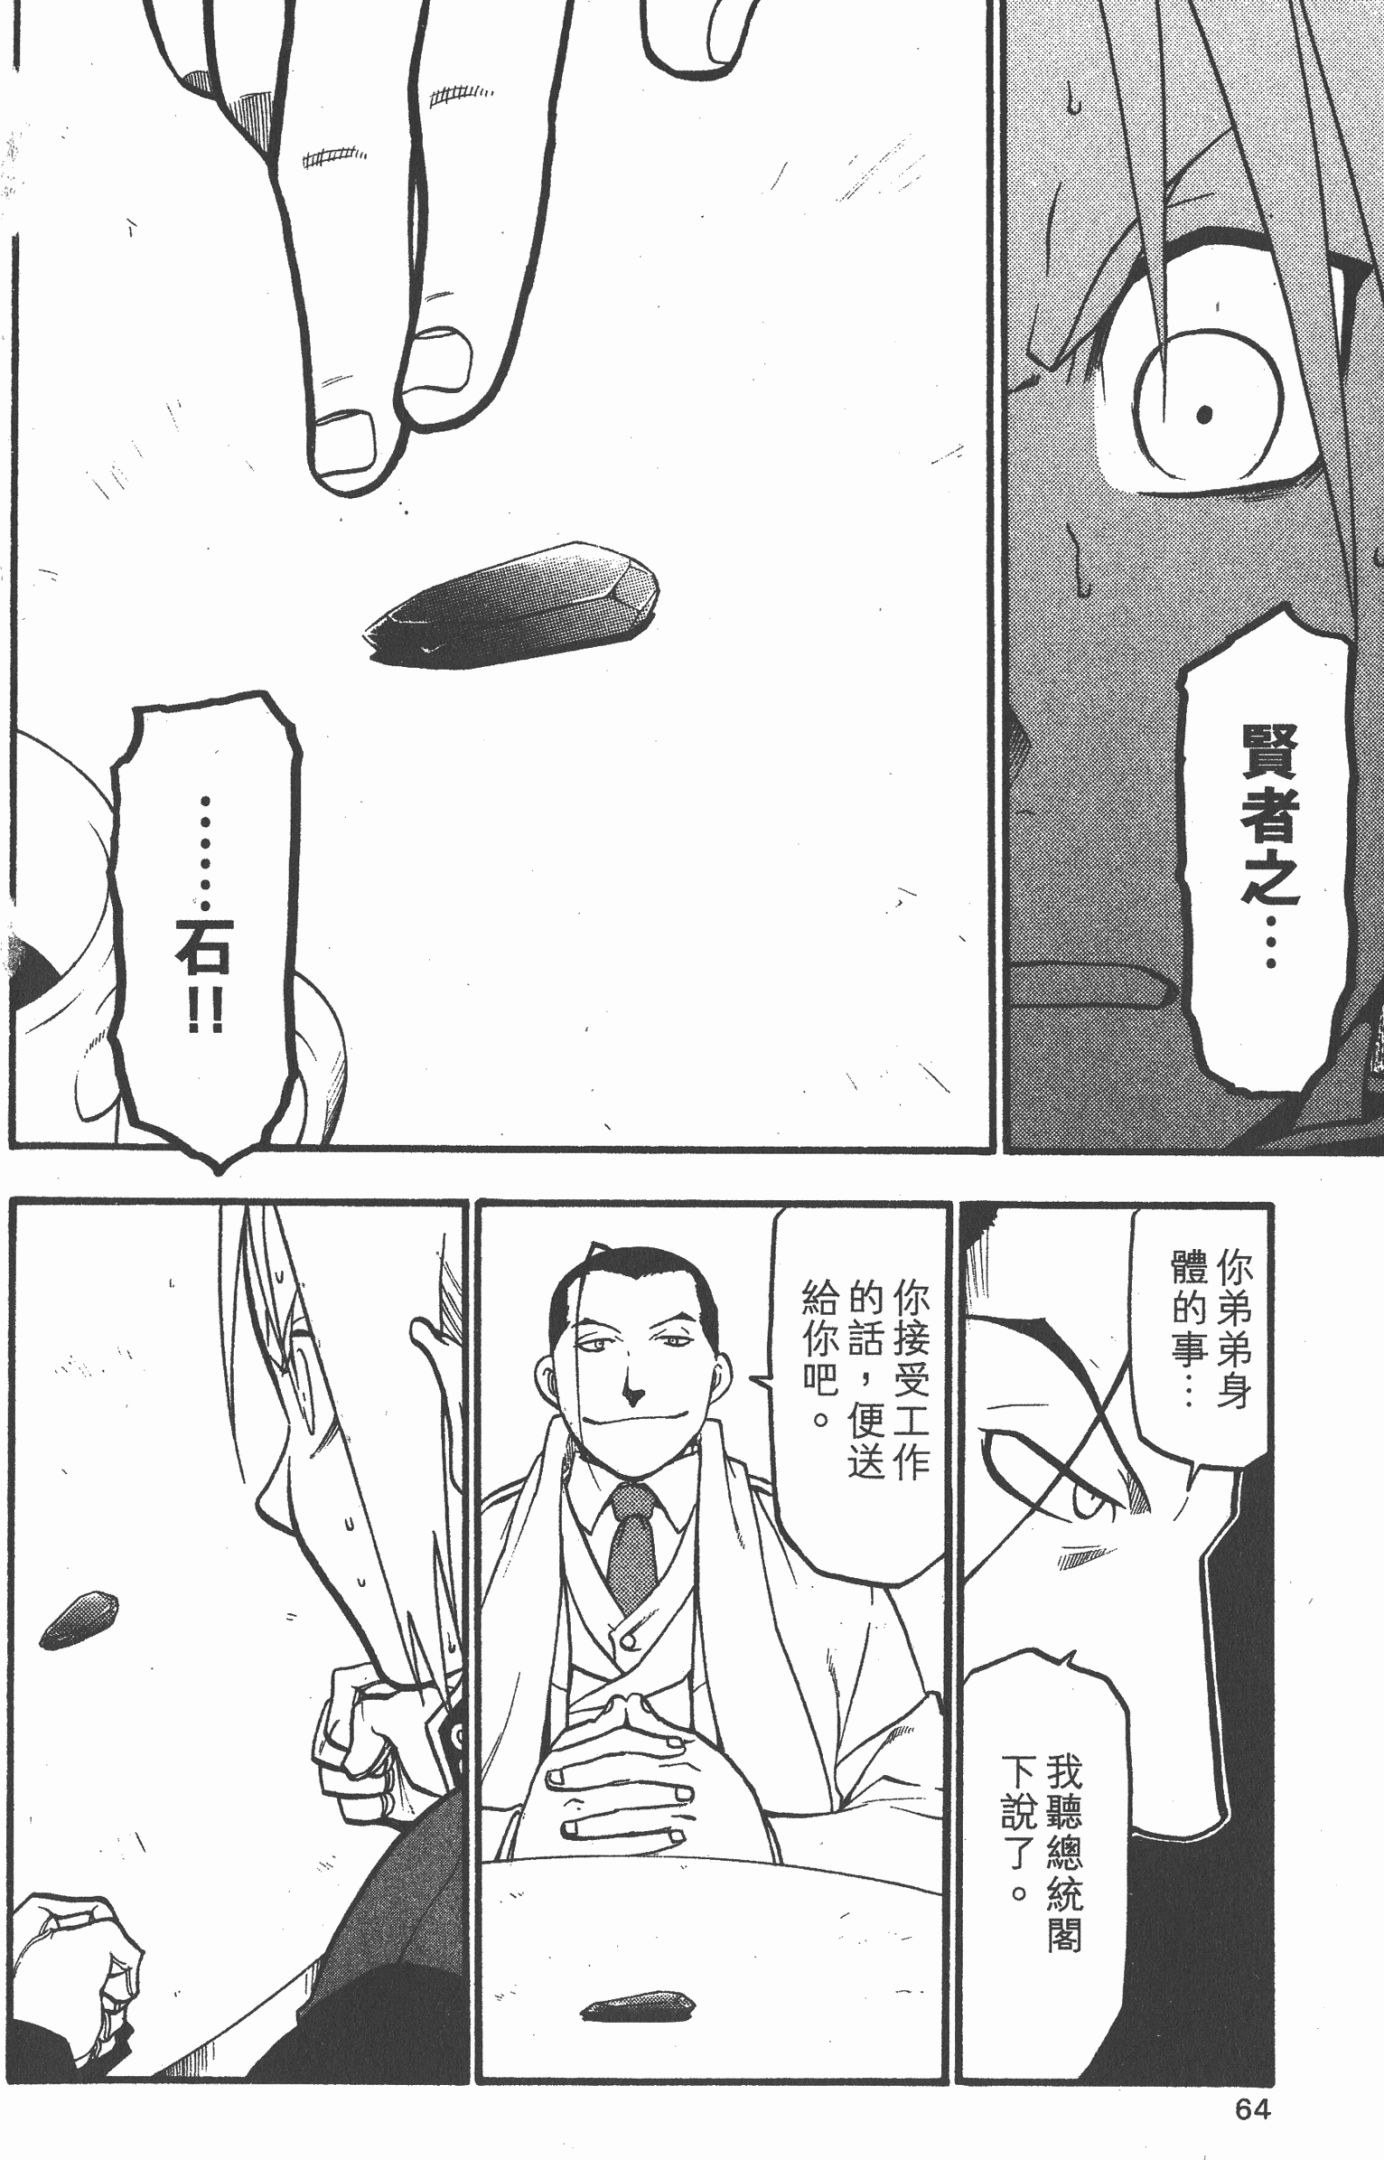 賢者之…
……石!!
你弟弟身
體的事…
我聽總統閣
下說了。
你接受工作
的話，便送
給你吧。
64